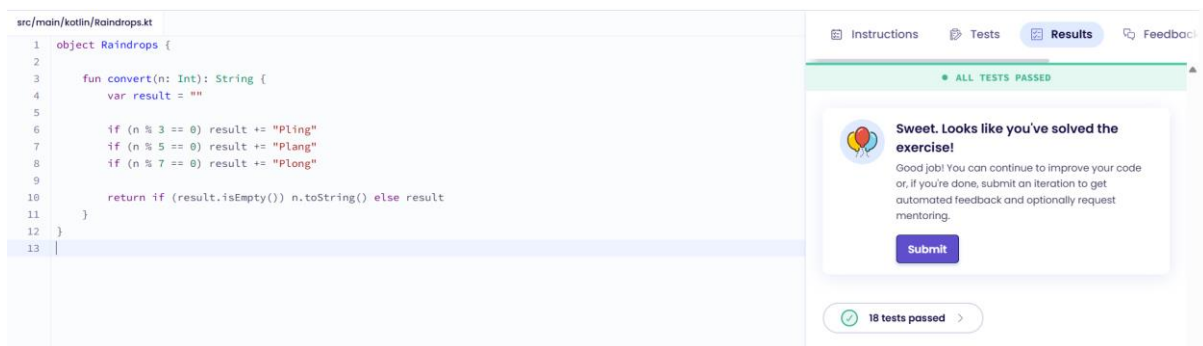 src/main/kotlin/Raindrops.kt
1 object Raindrops {
2
3     fun convert(n: Int): String {
4         var result = ""
5
6         if (n % 3 == 0) result += "Pling"
7         if (n % 5 == 0) result += "Plang"
8         if (n % 7 == 0) result += "Plong"
9
10         return if (result.isEmpty()) n.toString() else result
11     }
12 }
13
Instructions Tests Results Feedback
ALL TESTS PASSED
Sweet. Looks like you've solved the
exercise!
Good job! You can continue to improve your code
or, if you're done, submit an iteration to get
automated feedback and optionally request
mentoring.
Submit
18 tests passed